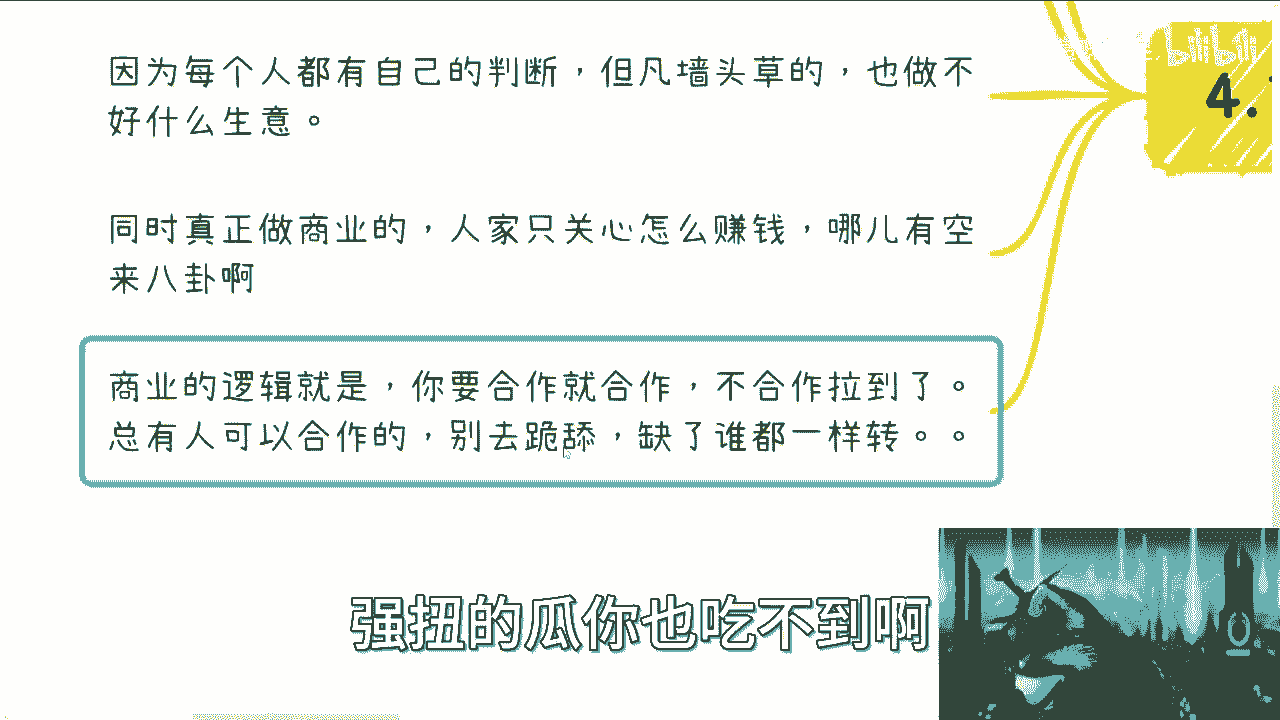 因为每个人都有自己的判断，但凡墙头草的，也做不
好什么生意。
同时真正做商业的，人家只关心怎么赚钱，哪儿有空
来八卦啊
商业的逻辑就是，你要合作就合作，不合作拉到了。
总有人可以合作的，别去跪舔，缺了谁都一样转。。
强扭的瓜你也吃不到啊
4.
bilibili